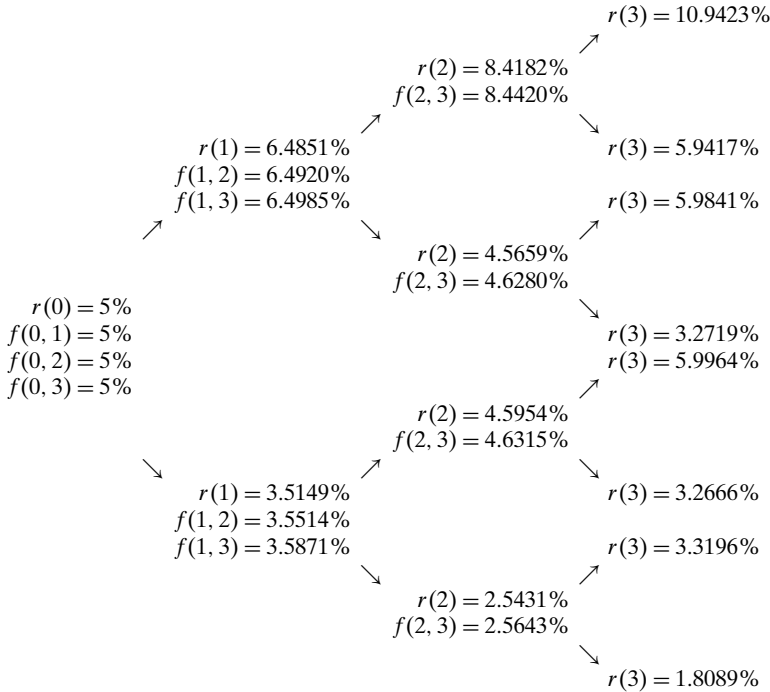 r(3) = 10.9423%
r(2) = 8.4182%
f(2, 3) = 8.4420%
r(1) = 6.4851%
r(3) = 5.9417%
f(1, 2) = 6.4920%
f(1, 3) = 6.4985%
r(3) = 5.9841%
r(2) = 4.5659%
f(2, 3) = 4.6280%
r(0) = 5%
f(0, 1) = 5%
r(3) = 3.2719%
f(0, 2) = 5%
r(3) = 5.9964%
f(0, 3) = 5%
r(2) = 4.5954%
f(2, 3) = 4.6315%
r(1) = 3.5149%
r(3) = 3.2666%
f(1, 2) = 3.5514%
f(1, 3) = 3.5871%
r(3) = 3.3196%
r(2) = 2.5431%
f(2, 3) = 2.5643%
r(3) = 1.8089%